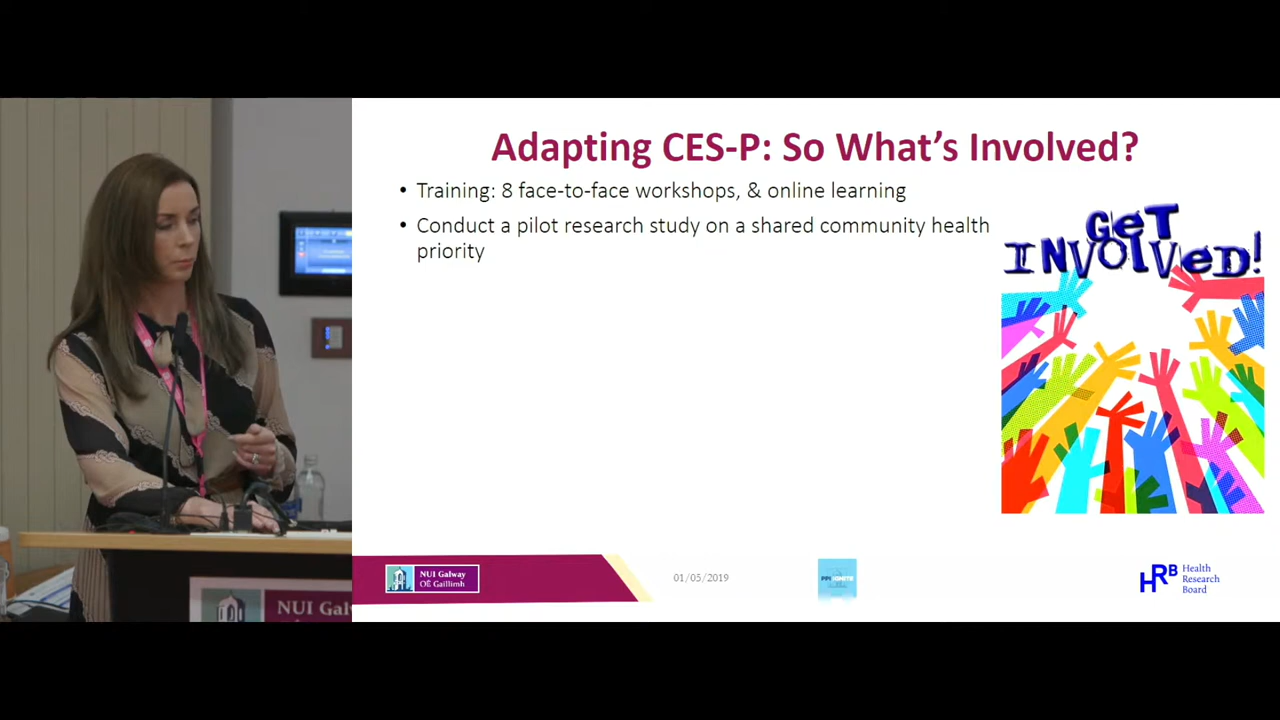 Adapting CES-P: So What's Involved?
• Training: 8 face-to-face workshops, & online learning
• Conduct a pilot research study on a shared community health
priority
GeT
INVOLVeD!
NUI Galway
OÉ Gaillimh
01/05/2019
Health
Research
Board
HRB
NUI Gal